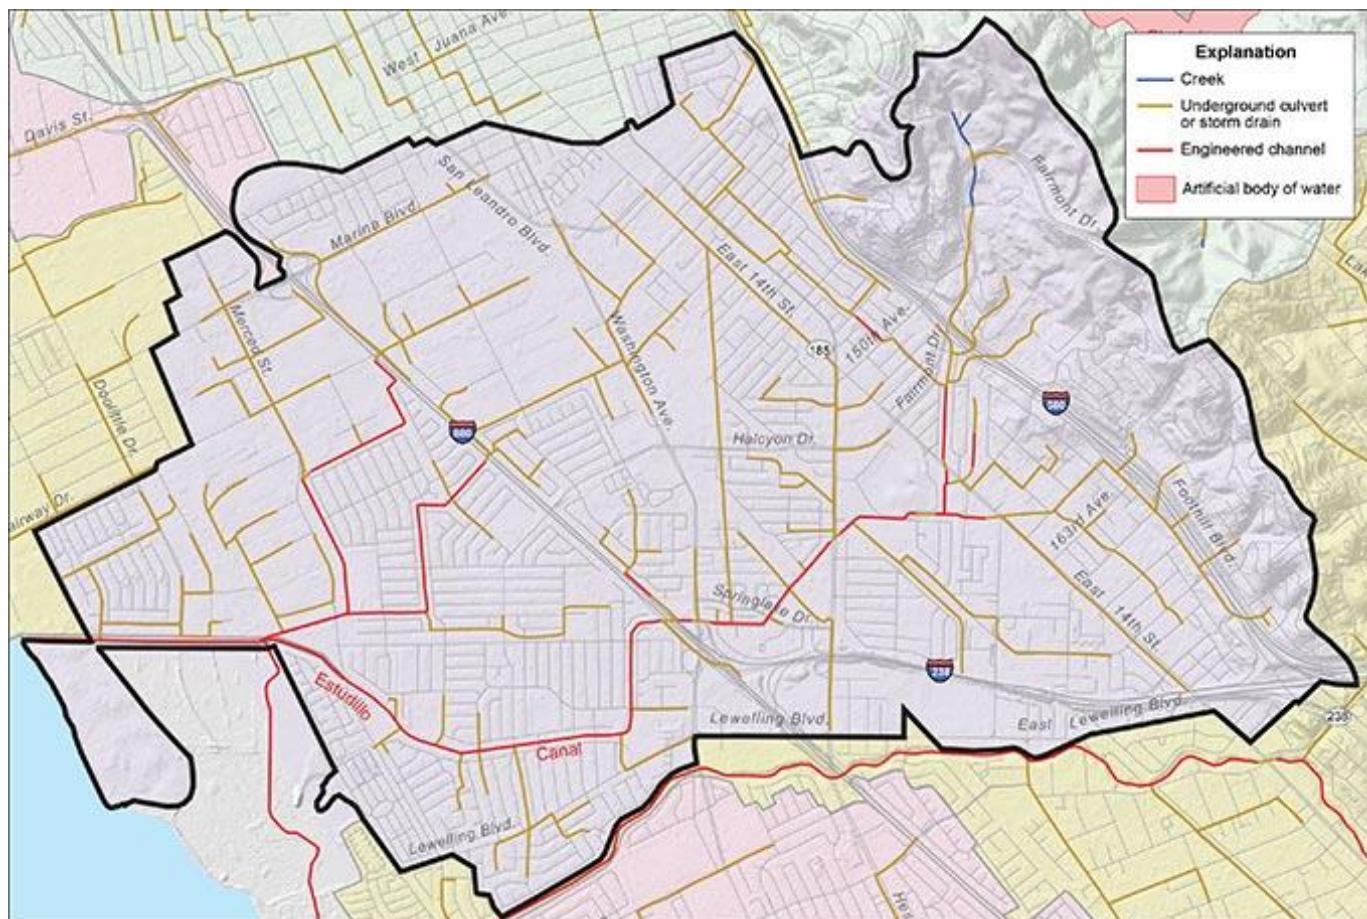 Explanation
Creek
Underground culvert
or storm drain
Engineered channel
Artificial body of water
West Juana Ave.
Davis St.
San Leandro Blvd.
Marina Blvd.
Fairmont Dr.
East 14th St.
Merced St.
Washington Ave.
185
150th Ave.
Fairmont Dr.
Doolittle Dr.
580
880
Halcyon Dr.
Foothill Blvd.
airway Dr.
163rd Ave.
East 14th St.
Springlake Dr.
238
Estudillo
Canal
Lewelling Blvd.
East Lewelling Blvd.
238
Lewelling Blvd.
Hes